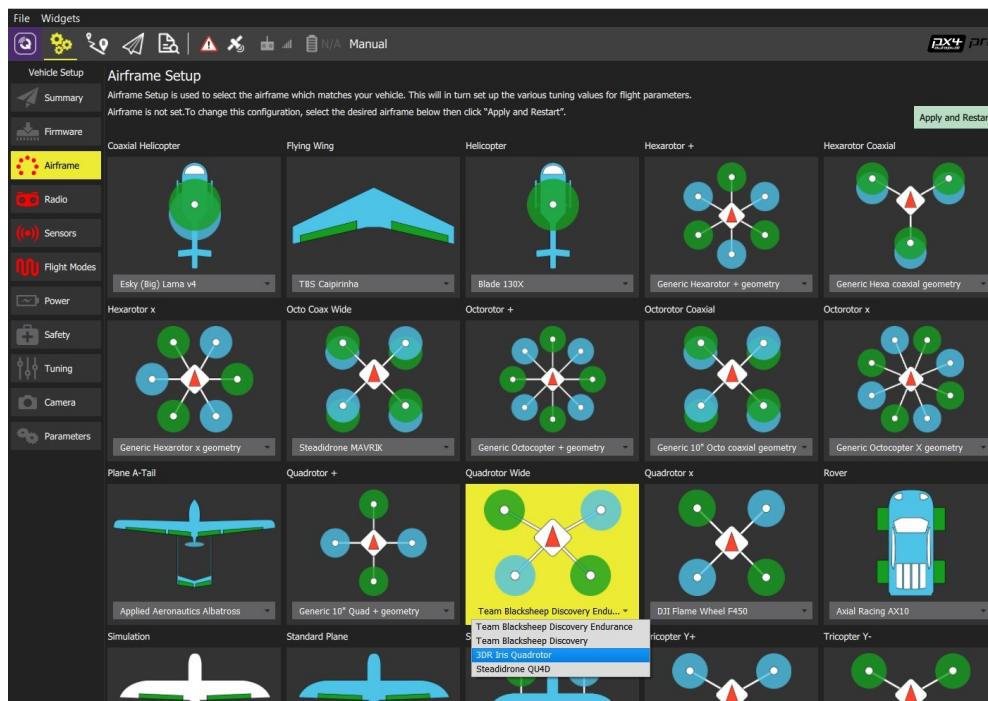 File Widgets
N/A Manual
px4 pro
autopilot
Vehicle Setup
Summary
Firmware
Airframe
Radio
Sensors
Flight Modes
Power
Safety
Tuning
Camera
Parameters
Airframe Setup
Airframe Setup is used to select the airframe which matches your vehicle. This will in turn set up the various tuning values for flight parameters.
Airframe is not set.To change this configuration, select the desired airframe below then click “Apply and Restart”.
Apply and Restar
Coaxial Helicopter
Flying Wing
Helicopter
Hexarotor +
Hexarotor Coaxial
Esky (Big) Lama v4
TBS Caipirinha
Blade 130X
Generic Hexarotor + geometry
Generic Hexa coaxial geometry
Hexarotor x
Octo Coax Wide
Octorotor +
Octorotor Coaxial
Octorotor x
Generic Hexarotor x geometry
Steadidrone MAVRIK
Generic Octocopter + geometry
Generic 10" Octo coaxial geometry
Generic Octocopter X geometry
Plane A-Tail
Quadrotor +
Quadrotor Wide
Quadrotor x
Rover
Applied Aeronautics Albatross
Generic 10" Quad + geometry
Team Blacksheep Discovery Endu...
DJI Flame Wheel F450
Axial Racing AX10
Team Blacksheep Discovery Endurance
Team Blacksheep Discovery
3DR Iris Quadrotor
Steadidrone QU4D
Simulation
Standard Plane
S
ricopter Y+
Tricopter Y-